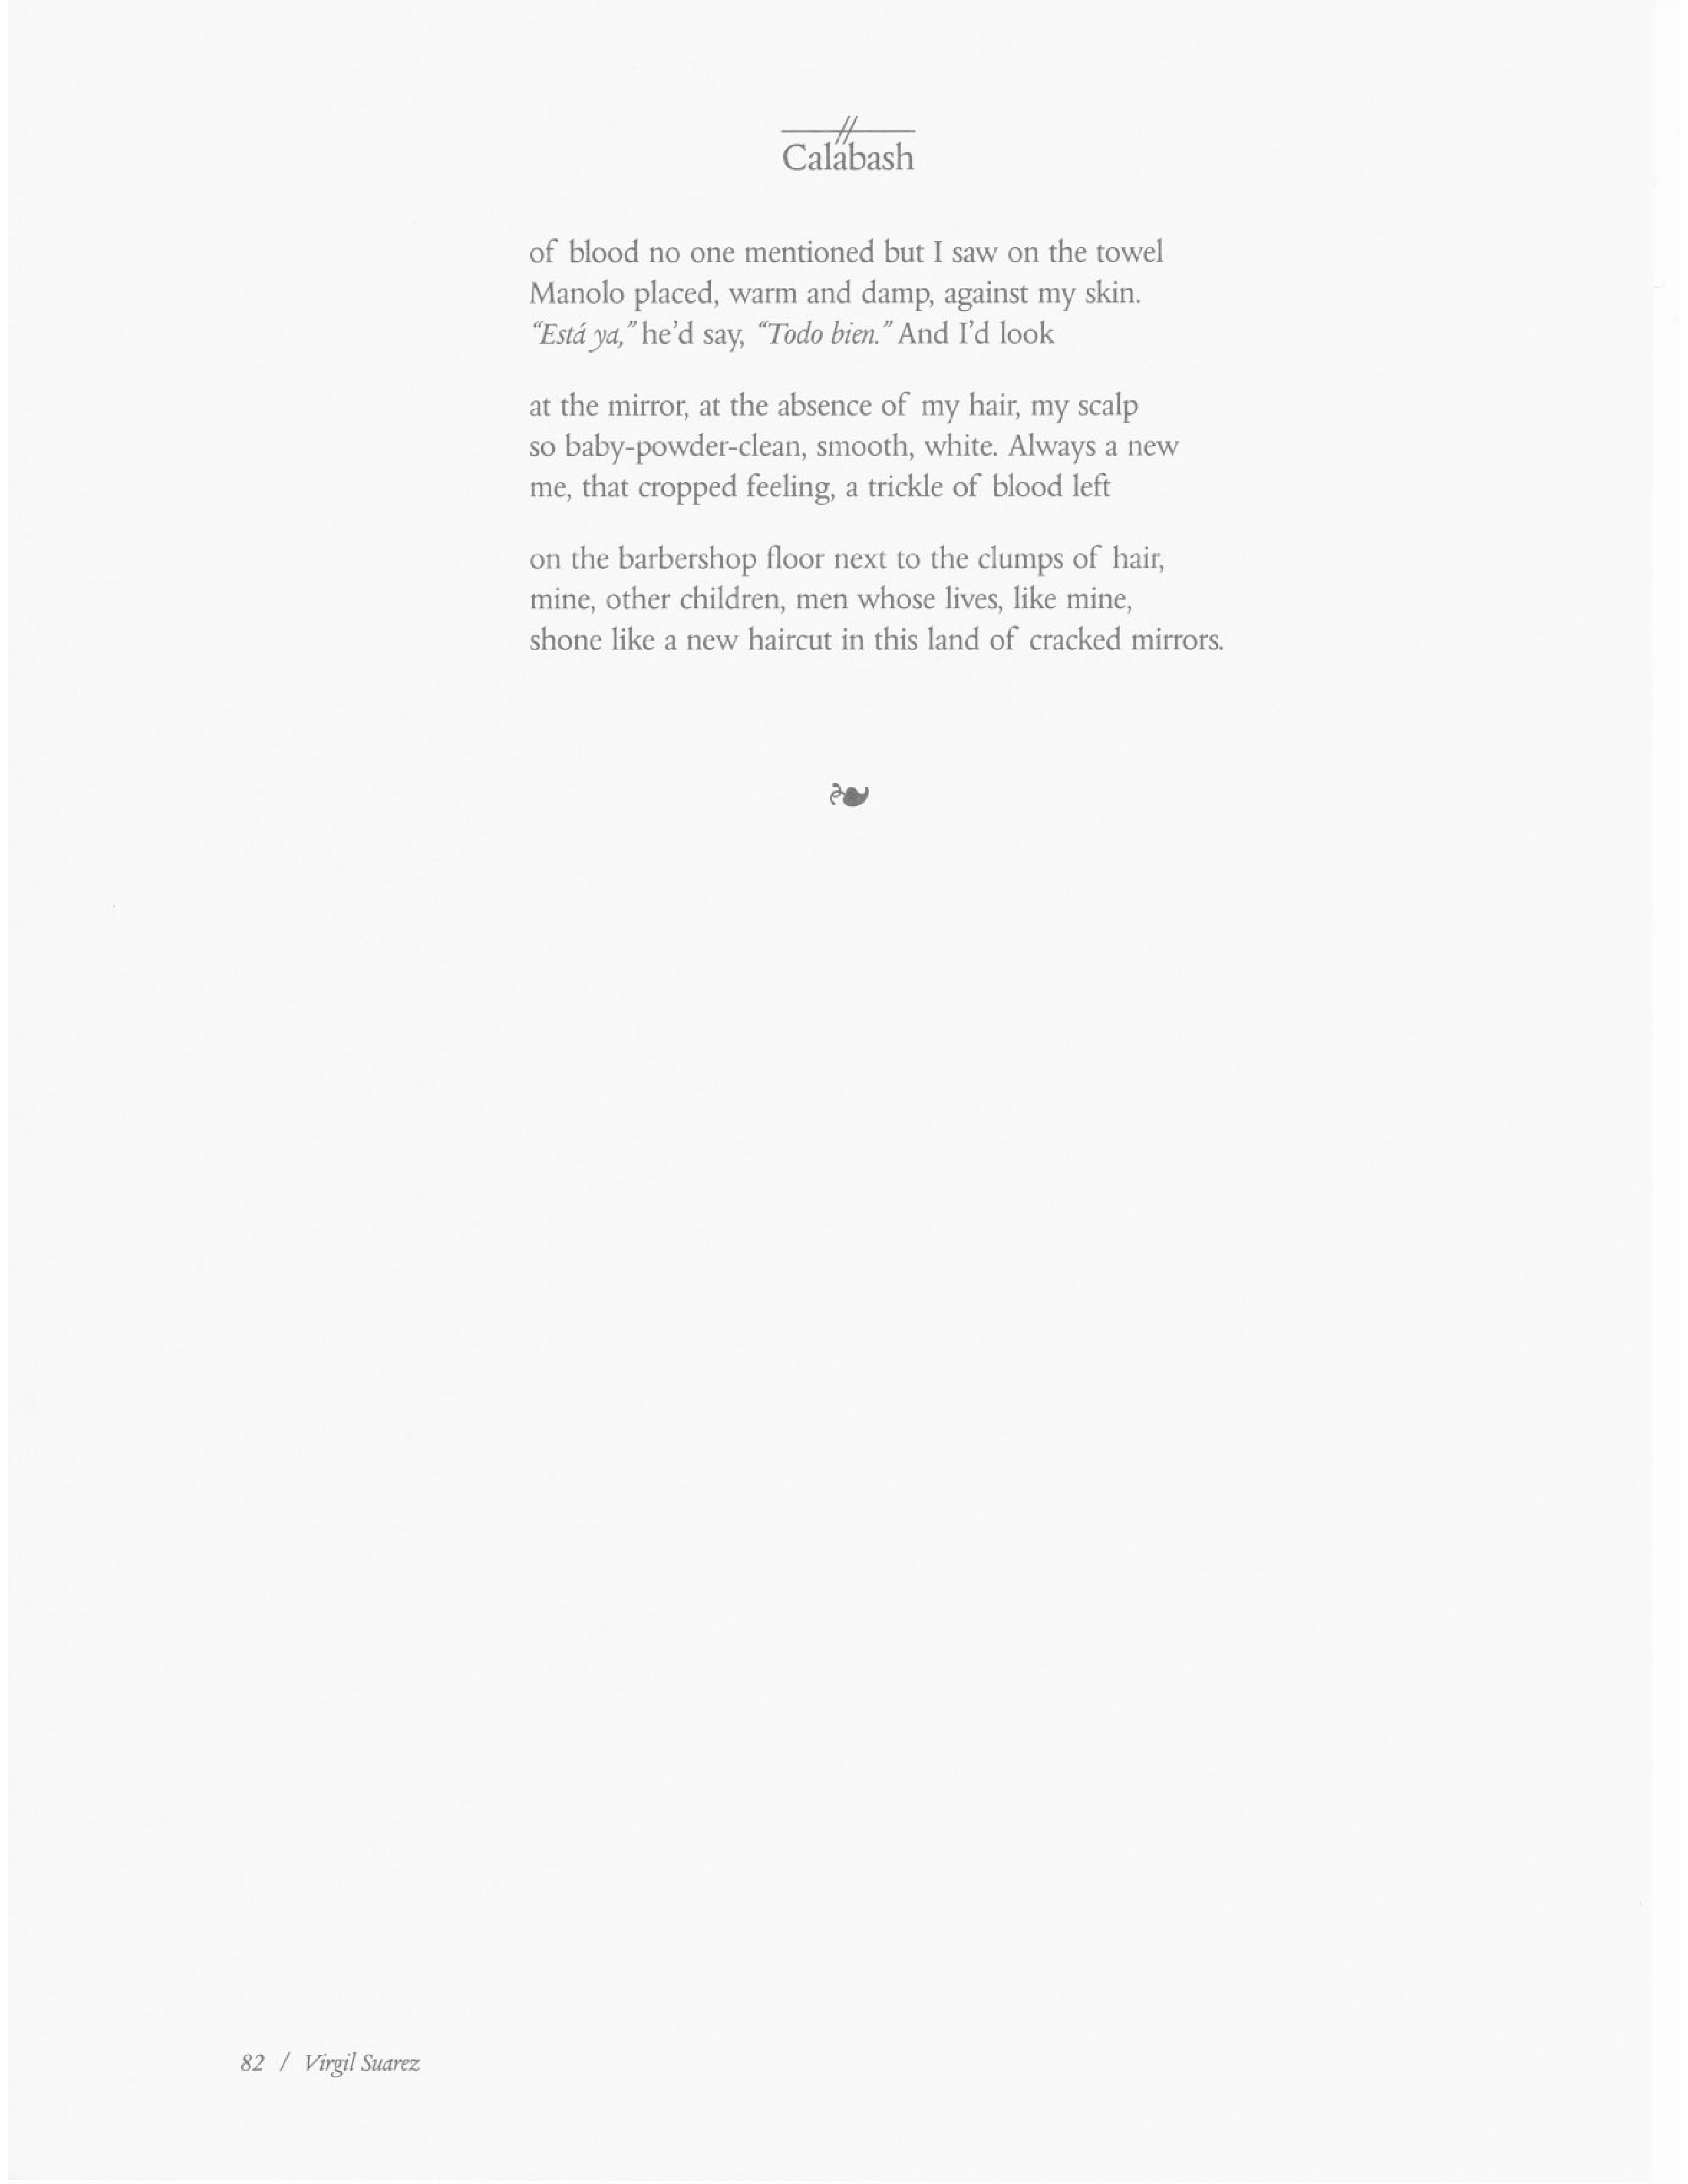 Calabash
of blood no one mentioned but I saw on the towel
Manolo placed, warm and damp, against my skin.
“Está ya,” he’d say, “Todo bien.” And I’d look
at the mirror, at the absence of my hair, my scalp
so baby-powder-clean, smooth, white. Always a new
me, that cropped feeling, a trickle of blood left
on the barbershop floor next to the clumps of hair,
mine, other children, men whose lives, like mine,
shone like a new haircut in this land of cracked mirrors.
82 / Virgil Suarez